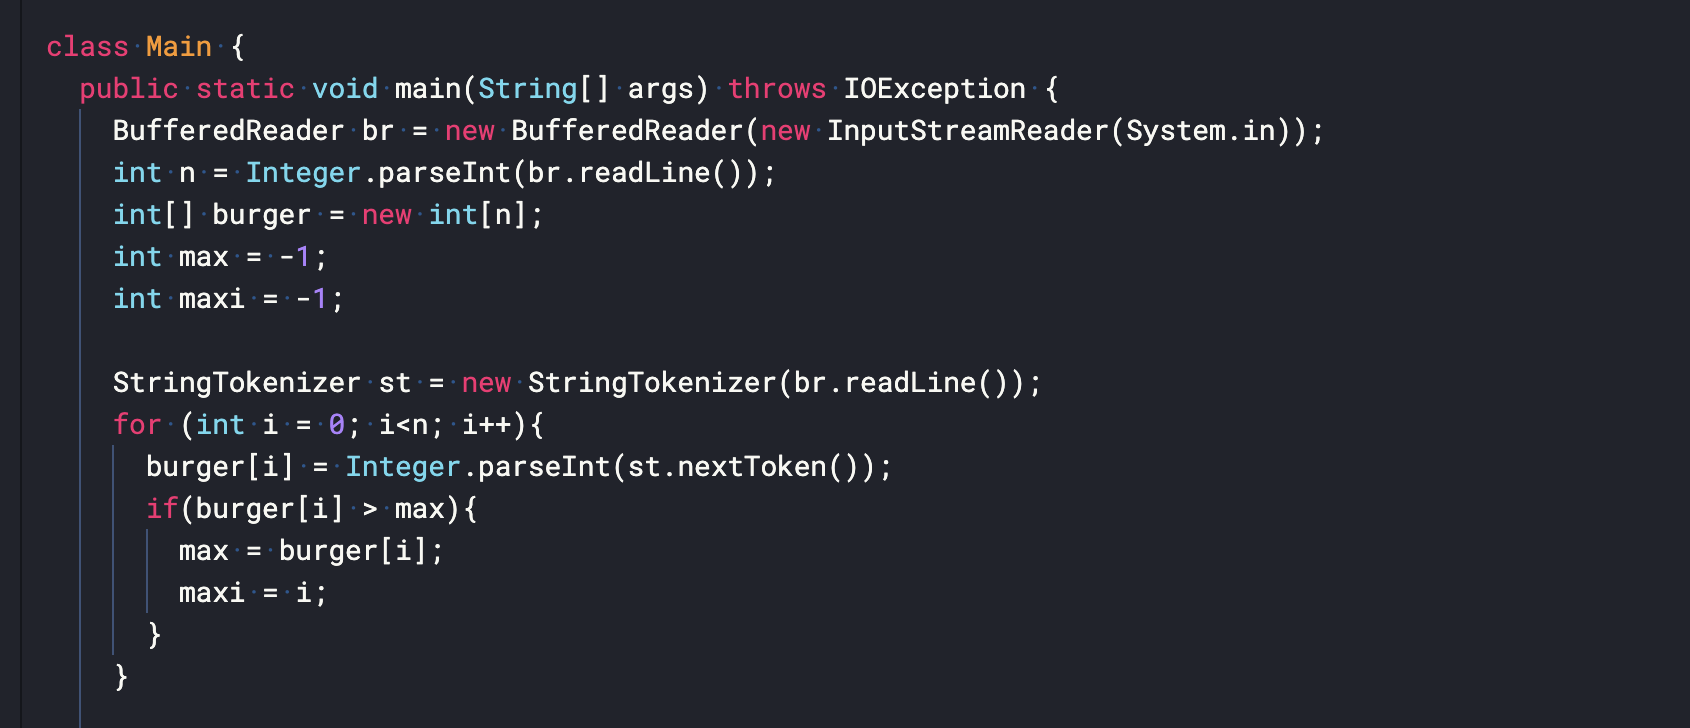 class Main {
public static void main(String[] args) throws IOException {
BufferedReader br = new BufferedReader(new InputStreamReader(System.in));
int n = Integer.parseInt(br.readLine());
int[] burger = new int[n];
int max = -1;
int maxi = -1;
StringTokenizer st = new StringTokenizer(br.readLine());
for (int i = 0; i<n; i++){
burger[i] = Integer.parseInt(st.nextToken());
if(burger[i] > max){
max = burger[i];
maxi = i;
}
}